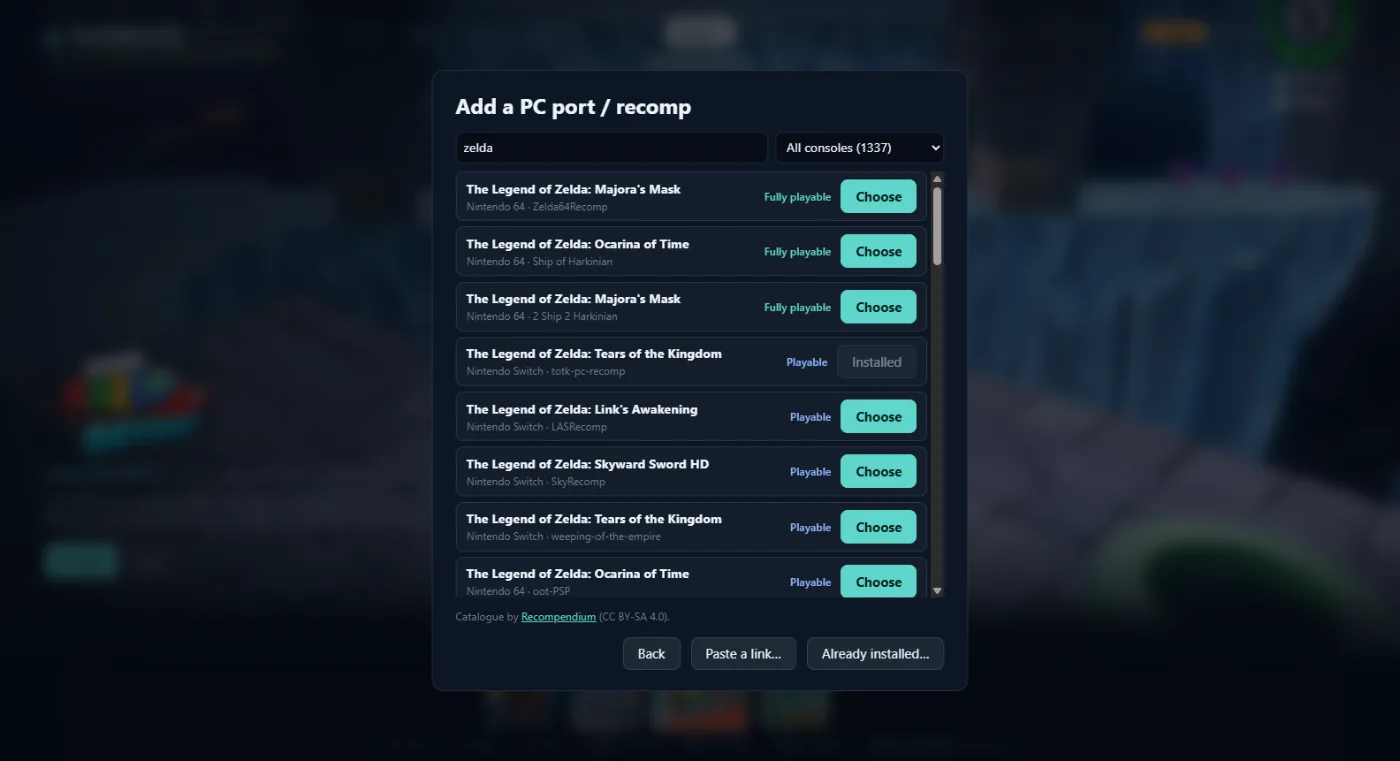 Add a PC port / recomp
zelda
All consoles (1337)
The Legend of Zelda: Majora's Mask
Nintendo 64 · Zelda64Recomp
Fully playable
Choose
The Legend of Zelda: Ocarina of Time
Nintendo 64 · Ship of Harkinian
Fully playable
Choose
The Legend of Zelda: Majora's Mask
Nintendo 64 · 2 Ship 2 Harkinian
Fully playable
Choose
The Legend of Zelda: Tears of the Kingdom
Nintendo Switch · totk-pc-recomp
Playable
Installed
The Legend of Zelda: Link's Awakening
Nintendo Switch · LASRecomp
Playable
Choose
The Legend of Zelda: Skyward Sword HD
Nintendo Switch · SkyRecomp
Playable
Choose
The Legend of Zelda: Tears of the Kingdom
Nintendo Switch · weeping-of-the-empire
Playable
Choose
The Legend of Zelda: Ocarina of Time
Nintendo 64 · oot-PSP
Playable
Choose
Catalogue by Recompendium (CC BY-SA 4.0).
Back
Paste a link...
Already installed...